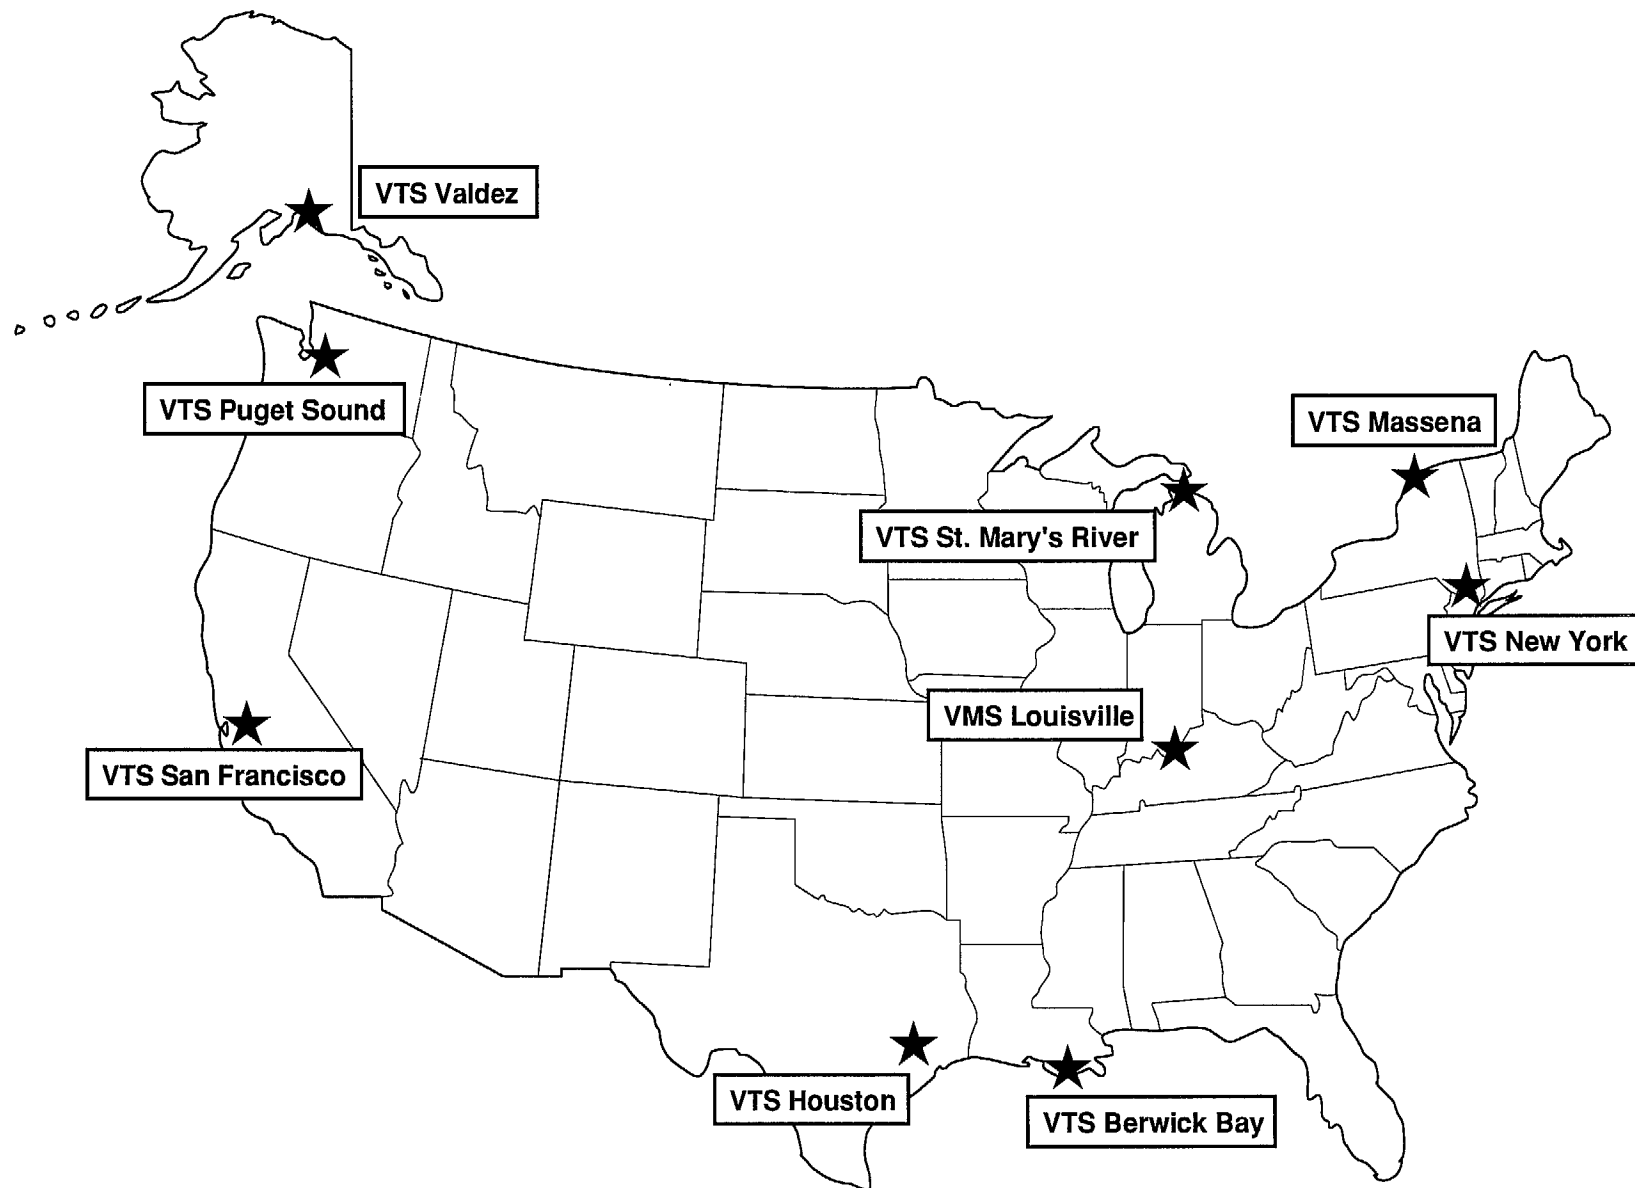 VTS Valdez
VTS Puget Sound
VTS Massena
VTS St. Mary's River
VTS New York
VMS Louisville
VTS San Francisco
VTS Houston
VTS Berwick Bay